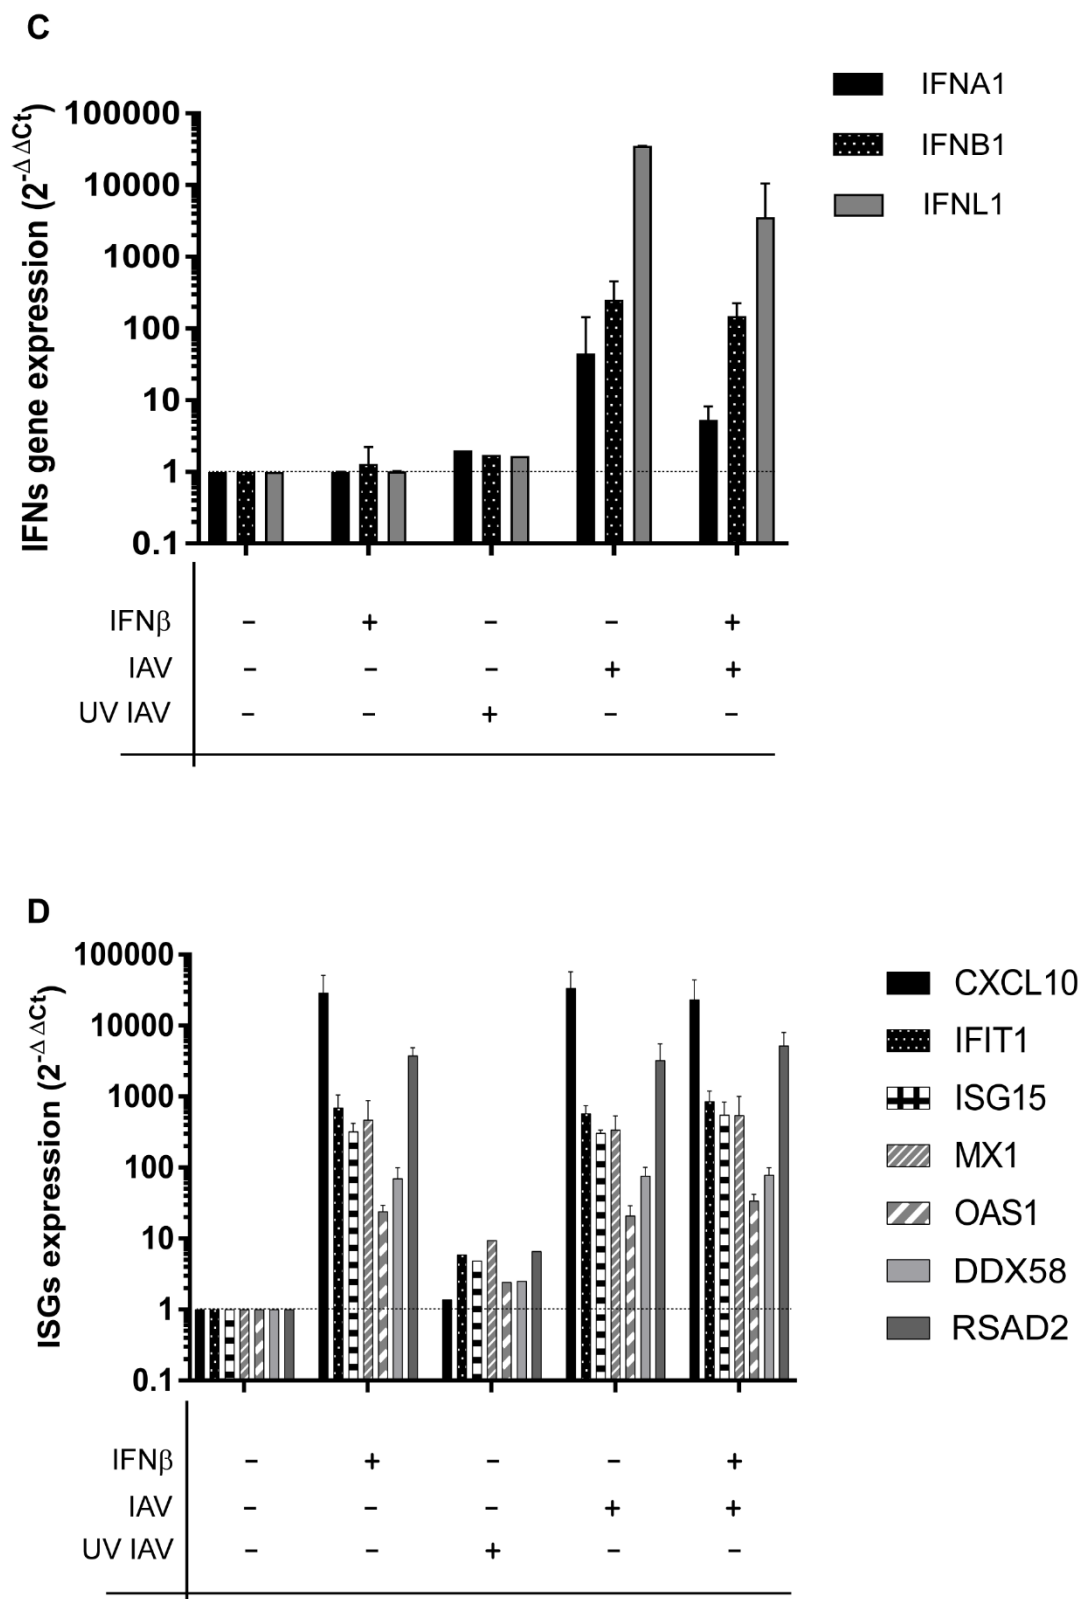 C
IFNs gene expression (2^-ΔΔCt)
100000
10000
1000
100
10
1
0.1
IFNA1
IFNB1
IFNL1
IFNβ – + – – +
IAV – – – + +
UV IAV – – + – –
D
ISGs expression (2^-ΔΔCt)
100000
10000
1000
100
10
1
0.1
CXCL10
IFIT1
ISG15
MX1
OAS1
DDX58
RSAD2
IFNβ – + – – +
IAV – – – + +
UV IAV – – + – –